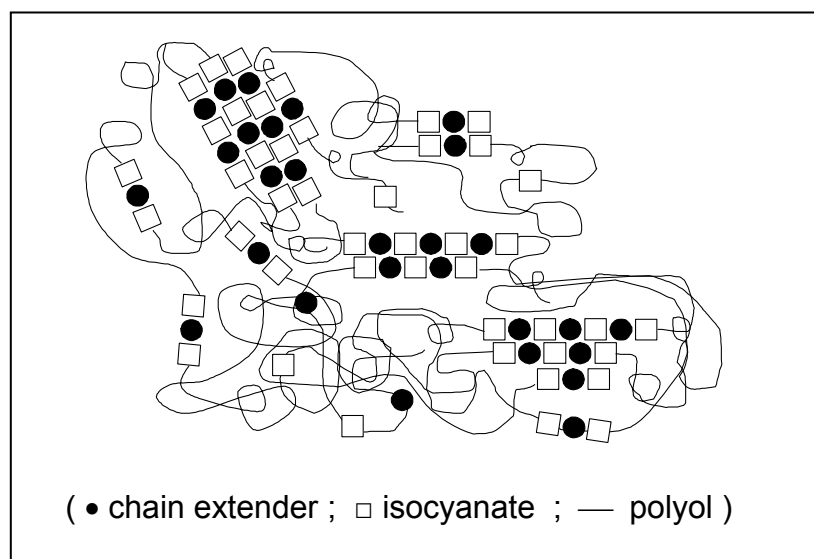 ( ● chain extender ; □ isocyanate ; — polyol )